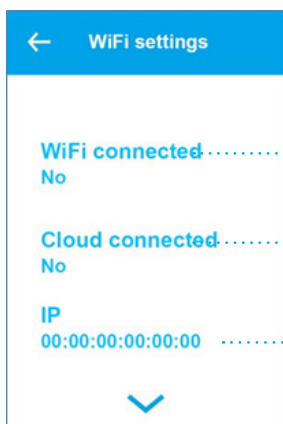 WiFi settings
WiFi connected
No
Cloud connected
No
IP
00:00:00:00:00:00